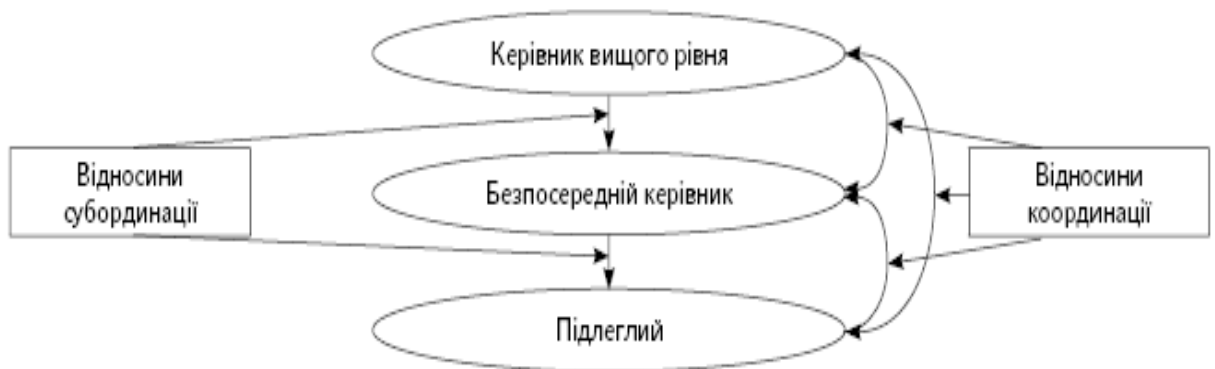 Керівник вищого рівня
Відносини
субординації
Безпосередній керівник
Відносини
координації
Підлеглий